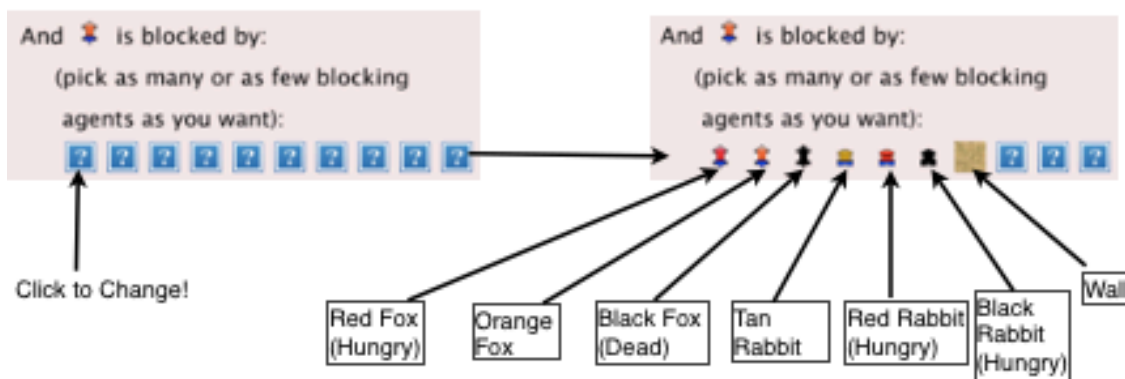 And is blocked by:
(pick as many or as few blocking
agents as you want):
? ? ? ? ? ? ? ? ? ?
And is blocked by:
(pick as many or as few blocking
agents as you want):
? ? ?
Click to Change!
Red Fox
(Hungry)
Orange
Fox
Black Fox
(Dead)
Tan
Rabbit
Red Rabbit
(Hungry)
Black
Rabbit
(Hungry)
Wall